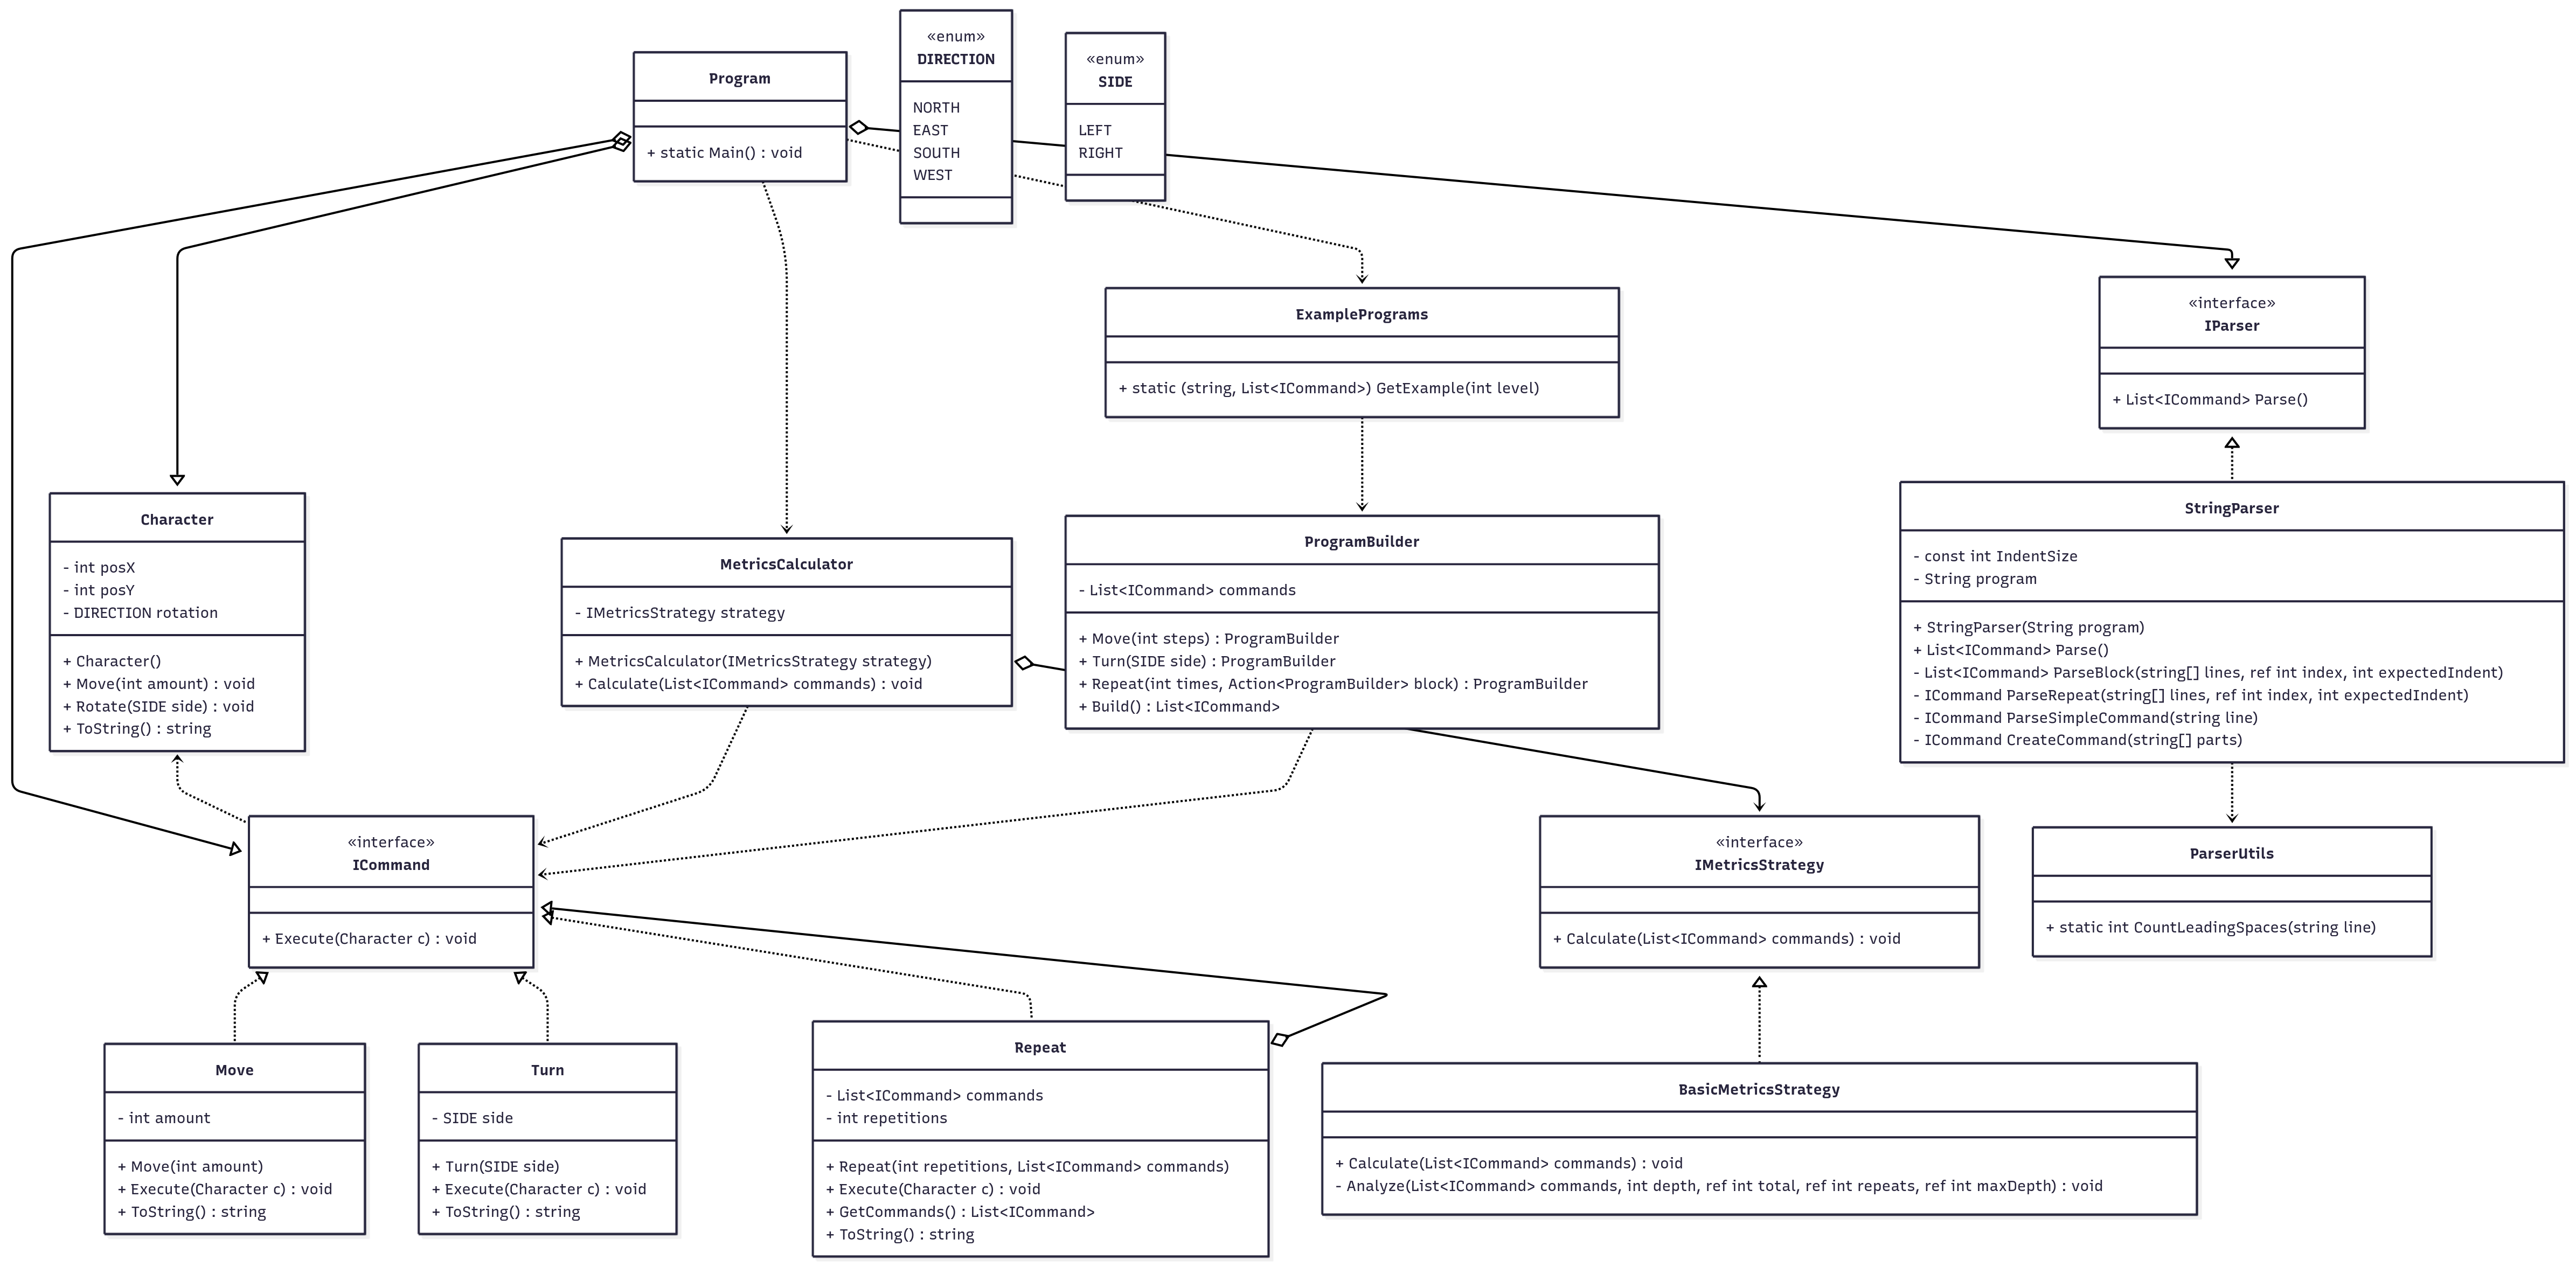 Program
+ static Main() : void
«enum»
DIRECTION
NORTH
EAST
SOUTH
WEST
«enum»
SIDE
LEFT
RIGHT
ExamplePrograms
+ static (string, List<ICommand>) GetExample(int level)
«interface»
IParser
+ List<ICommand> Parse()
Character
- int posX
- int posY
- DIRECTION rotation
+ Character()
+ Move(int amount) : void
+ Rotate(SIDE side) : void
+ ToString() : string
MetricsCalculator
- IMetricsStrategy strategy
+ MetricsCalculator(IMetricsStrategy strategy)
+ Calculate(List<ICommand> commands) : void
ProgramBuilder
- List<ICommand> commands
+ Move(int steps) : ProgramBuilder
+ Turn(SIDE side) : ProgramBuilder
+ Repeat(int times, Action<ProgramBuilder> block) : ProgramBuilder
+ Build() : List<ICommand>
StringParser
- const int IndentSize
- String program
+ StringParser(String program)
+ List<ICommand> Parse()
- List<ICommand> ParseBlock(string[] lines, ref int index, int expectedIndent)
- ICommand ParseRepeat(string[] lines, ref int index, int expectedIndent)
- ICommand ParseSimpleCommand(string line)
- ICommand CreateCommand(string[] parts)
«interface»
ICommand
+ Execute(Character c) : void
«interface»
IMetricsStrategy
+ Calculate(List<ICommand> commands) : void
ParserUtils
+ static int CountLeadingSpaces(string line)
Move
- int amount
+ Move(int amount)
+ Execute(Character c) : void
+ ToString() : string
Turn
- SIDE side
+ Turn(SIDE side)
+ Execute(Character c) : void
+ ToString() : string
Repeat
- List<ICommand> commands
- int repetitions
+ Repeat(int repetitions, List<ICommand> commands)
+ Execute(Character c) : void
+ GetCommands() : List<ICommand>
+ ToString() : string
BasicMetricsStrategy
+ Calculate(List<ICommand> commands) : void
- Analyze(List<ICommand> commands, int depth, ref int total, ref int repeats, ref int maxDepth) : void